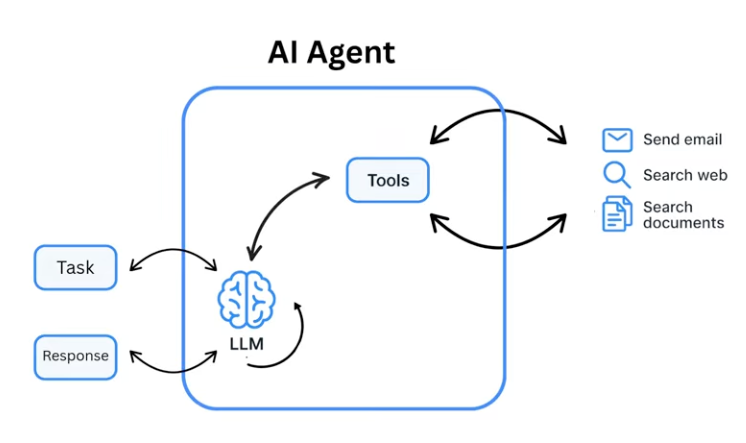 AI Agent
Send email
Tools
Search web
Search
documents
Task
LLM
Response